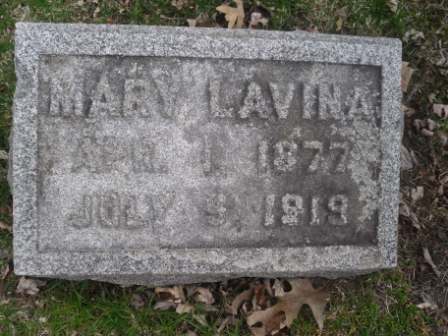 MARY LAVINA
APR. 1, 1877
JULY 9, 1919